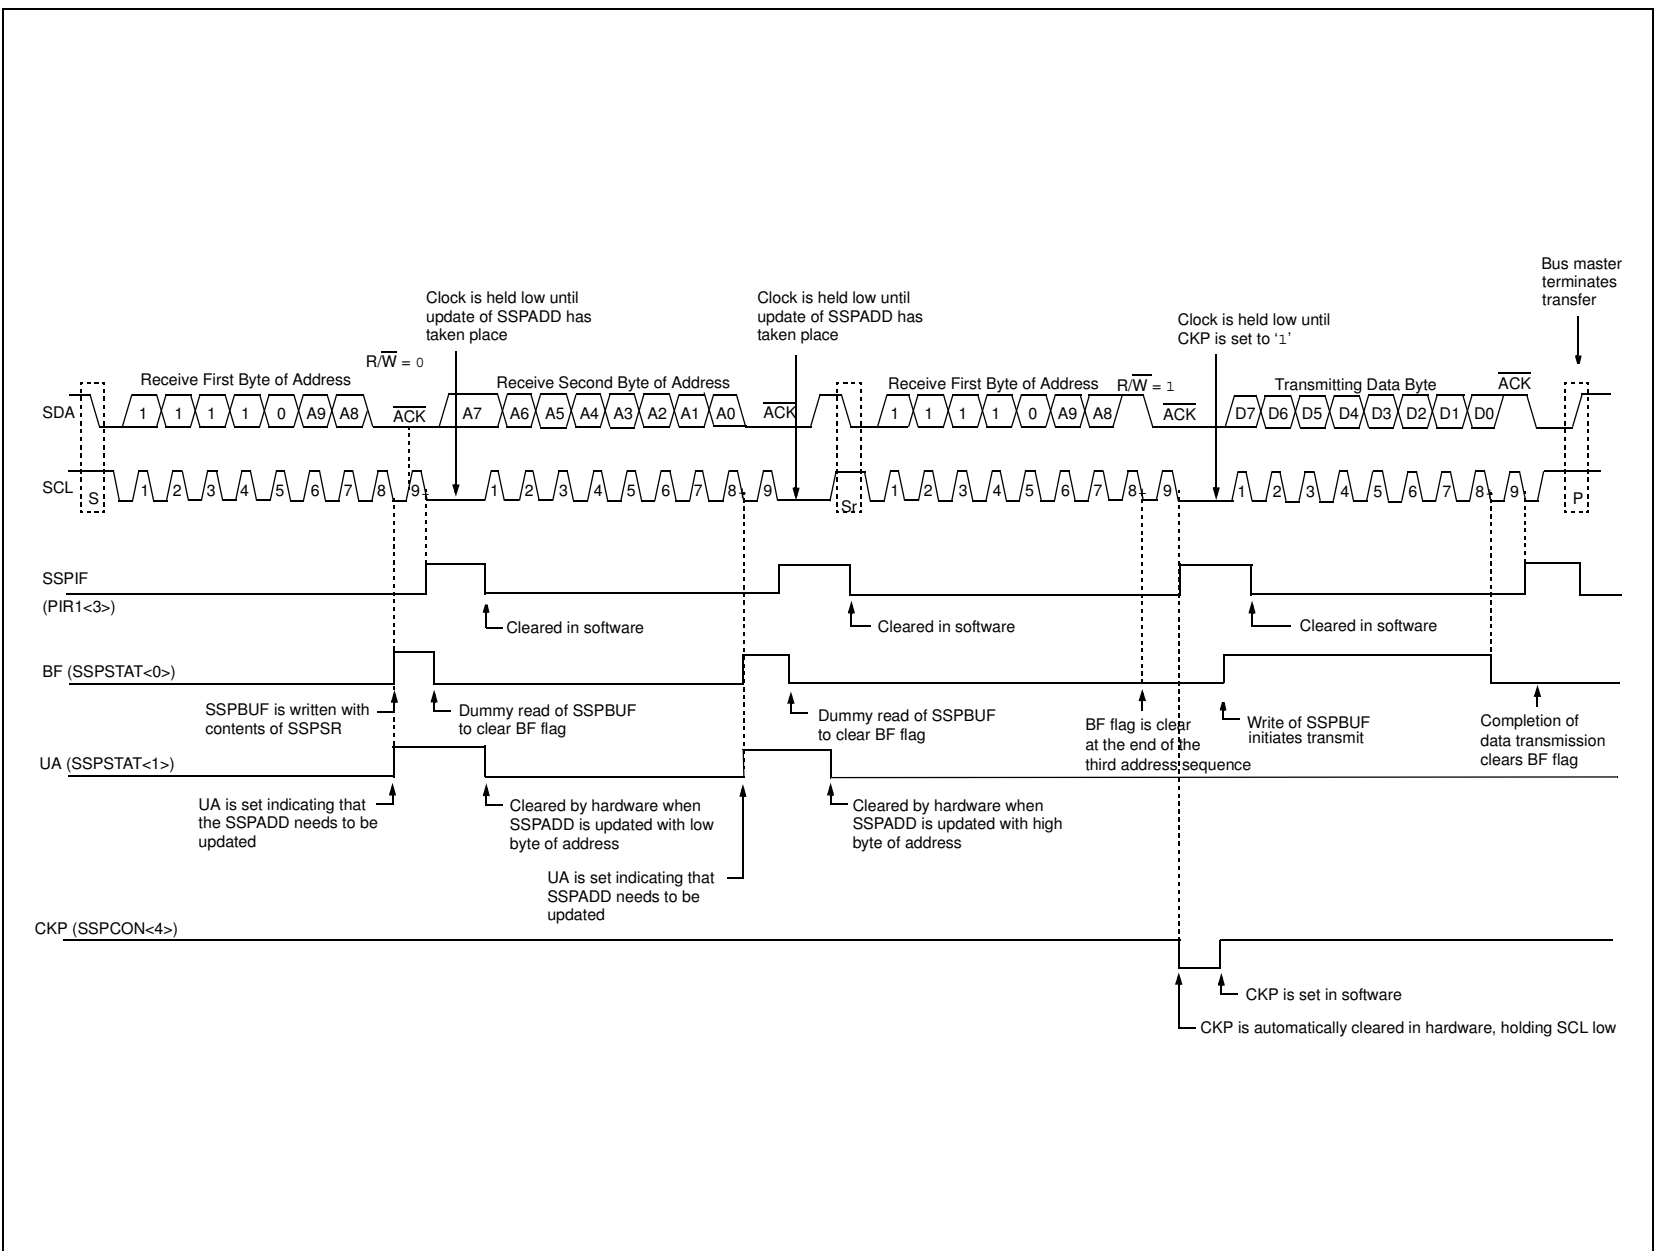 Bus master
terminates
transfer
Clock is held low until
update of SSPADD has
taken place
Clock is held low until
update of SSPADD has
taken place
Clock is held low until
CKP is set to ‘1’
R/W = 0
Receive First Byte of Address
Receive Second Byte of Address
Receive First Byte of Address
R/W = 1
Transmitting Data Byte
ACK
SDA
1 1 1 1 0 A9 A8
ACK
A7 A6 A5 A4 A3 A2 A1 A0
ACK
1 1 1 1 0 A9 A8
ACK
D7 D6 D5 D4 D3 D2 D1 D0
SCL
S
1 2 3 4 5 6 7 8 9
1 2 3 4 5 6 7 8 9
Sr
1 2 3 4 5 6 7 8 9
1 2 3 4 5 6 7 8 9
P
SSPIF
(PIR1<3>)
Cleared in software
Cleared in software
Cleared in software
BF (SSPSTAT<0>)
SSPBUF is written with
contents of SSPSR
Dummy read of SSPBUF
to clear BF flag
Dummy read of SSPBUF
to clear BF flag
BF flag is clear
at the end of the
third address sequence
Write of SSPBUF
initiates transmit
Completion of
data transmission
clears BF flag
UA (SSPSTAT<1>)
UA is set indicating that
the SSPADD needs to be
updated
Cleared by hardware when
SSPADD is updated with low
byte of address
UA is set indicating that
SSPADD needs to be
updated
Cleared by hardware when
SSPADD is updated with high
byte of address
CKP (SSPCON<4>)
CKP is set in software
CKP is automatically cleared in hardware, holding SCL low